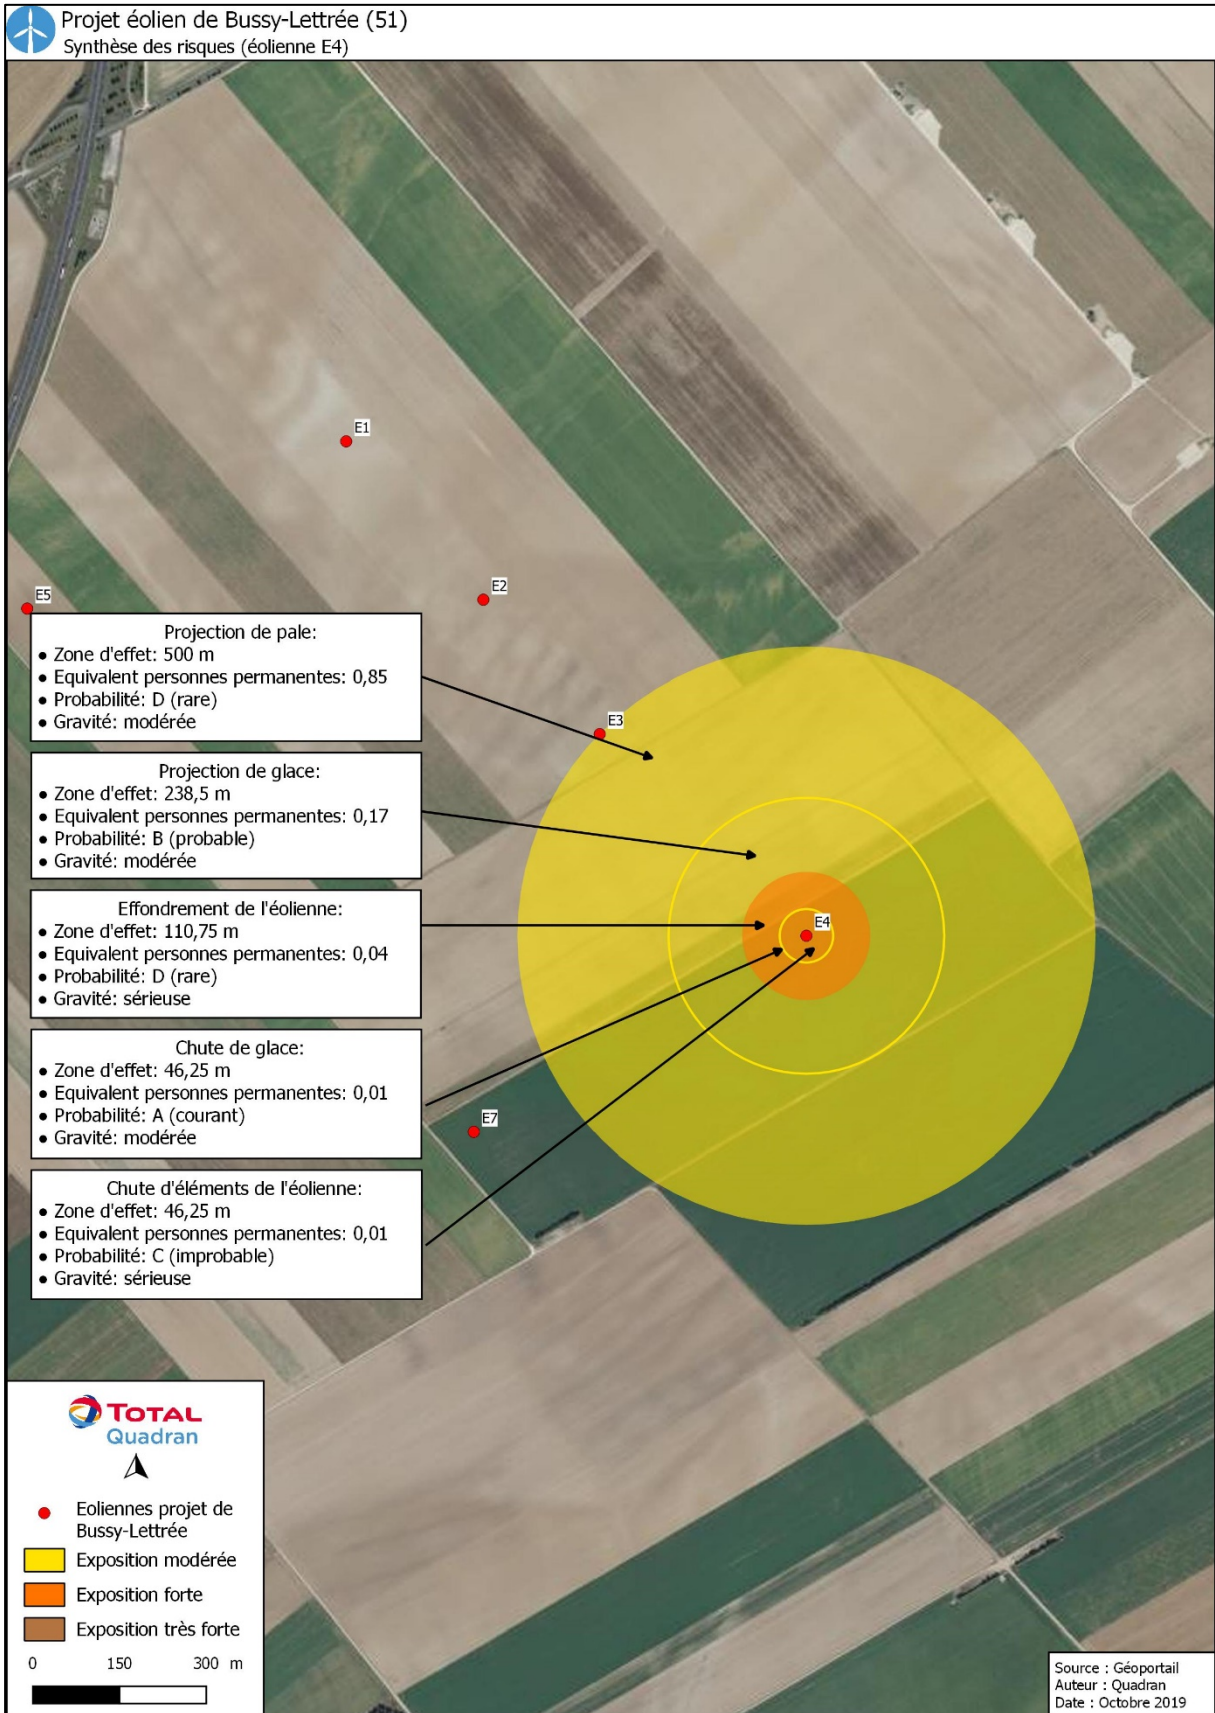 Projet éolien de Bussy-Lettrée (51)
Synthèse des risques (éolienne E4)
E1
E2
E5
E3
E4
E7
Projection de pale:
• Zone d'effet: 500 m
• Equivalent personnes permanentes: 0,85
• Probabilité: D (rare)
• Gravité: modérée
Projection de glace:
• Zone d'effet: 238,5 m
• Equivalent personnes permanentes: 0,17
• Probabilité: B (probable)
• Gravité: modérée
Effondrement de l'éolienne:
• Zone d'effet: 110,75 m
• Equivalent personnes permanentes: 0,04
• Probabilité: D (rare)
• Gravité: sérieuse
Chute de glace:
• Zone d'effet: 46,25 m
• Equivalent personnes permanentes: 0,01
• Probabilité: A (courant)
• Gravité: modérée
Chute d'éléments de l'éolienne:
• Zone d'effet: 46,25 m
• Equivalent personnes permanentes: 0,01
• Probabilité: C (improbable)
• Gravité: sérieuse
TOTAL
Quadran
Eoliennes projet de
Bussy-Lettrée
Exposition modérée
Exposition forte
Exposition très forte
0 150 300 m
Source : Géoportail
Auteur : Quadran
Date : Octobre 2019